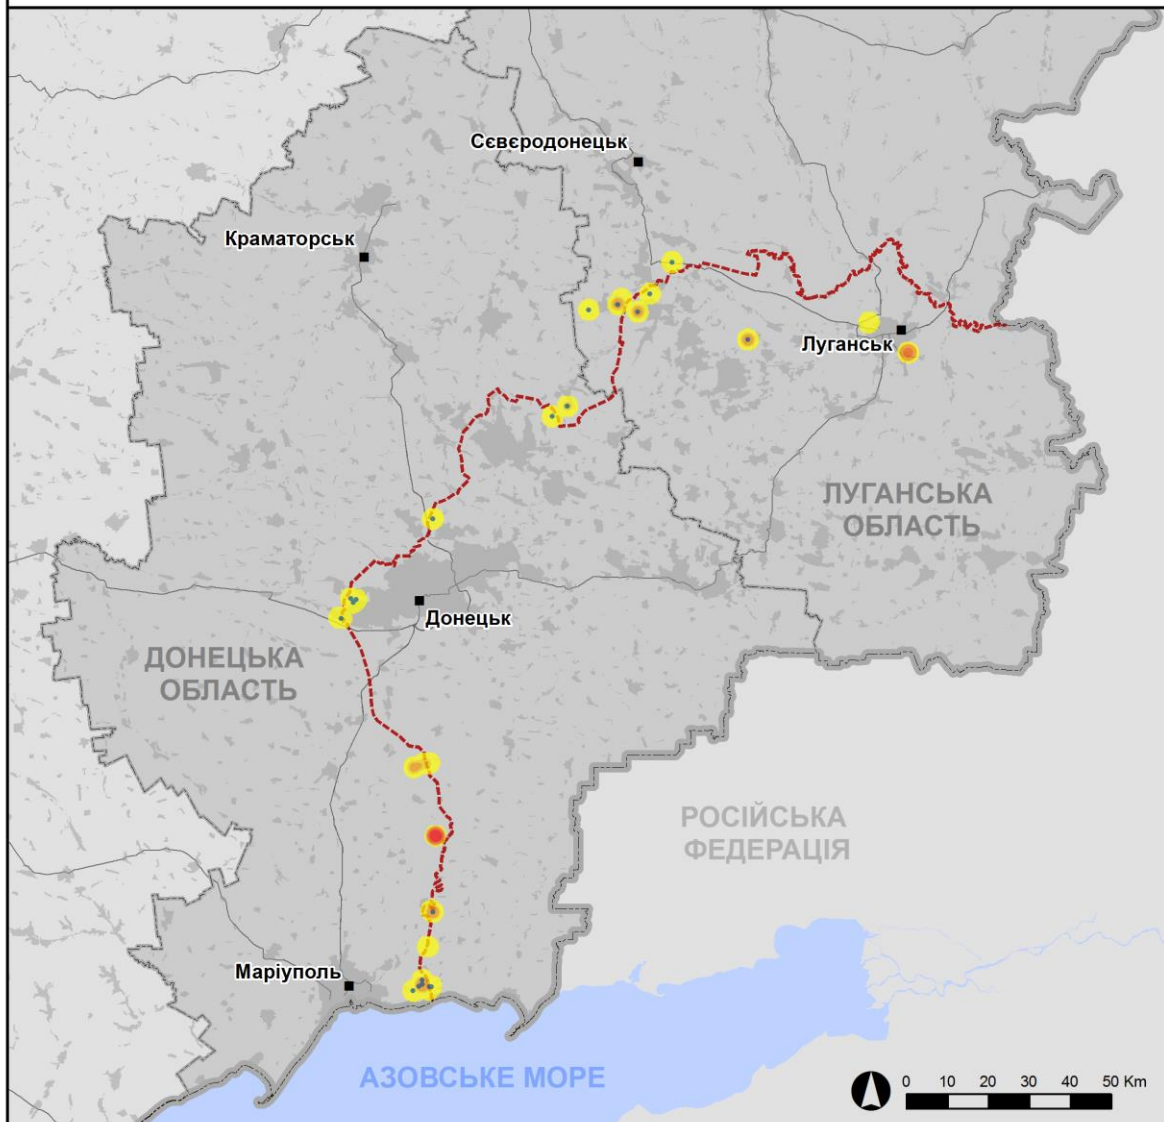 Сєвєродонецьк
Краматорськ
Луганськ
ЛУГАНСЬКА
ОБЛАСТЬ
Донецьк
ДОНЕЦЬКА
ОБЛАСТЬ
РОСІЙСЬКА
ФЕДЕРАЦІЯ
Маріуполь
АЗОВСЬКЕ МОРЕ
0 10 20 30 40 50 Km